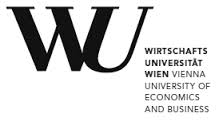 WU
WIRTSCHAFTS
UNIVERSITÄT
WIEN VIENNA
UNIVERSITY OF
ECONOMICS
AND BUSINESS